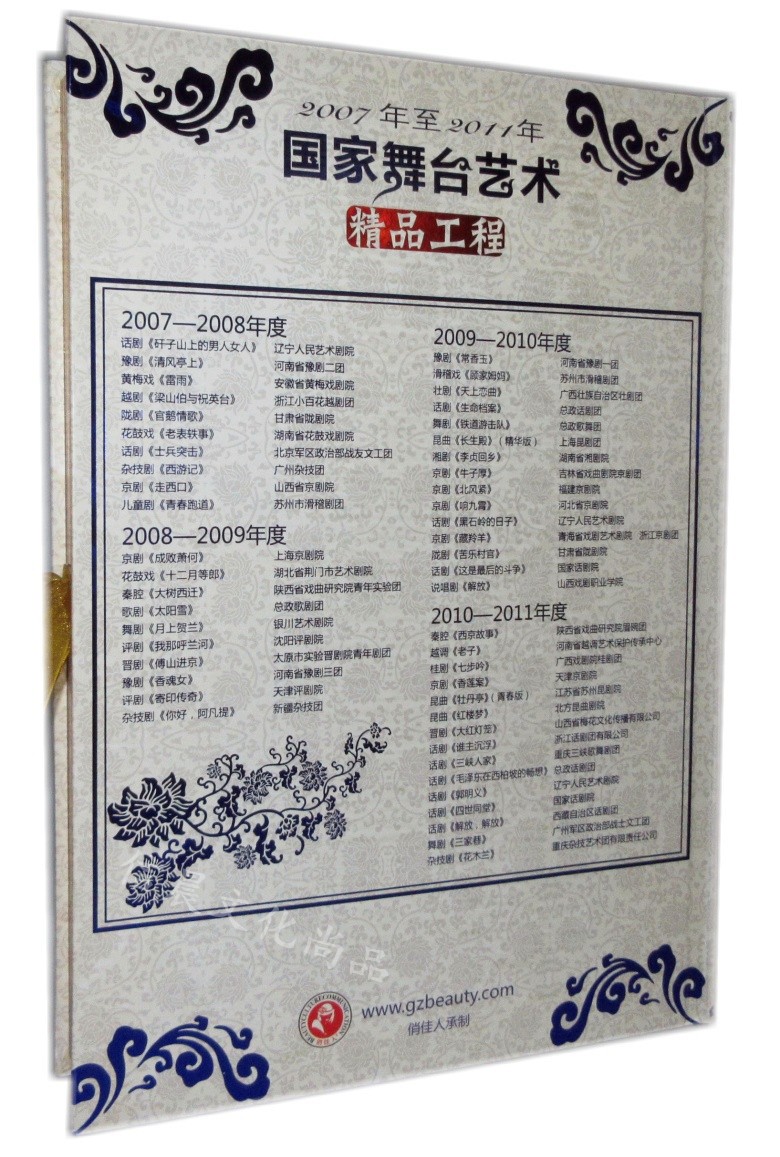 2007年至2011年
国家舞台艺术
精品工程
2007—2008年度
话剧《矸子山上的男人女人》 辽宁人民艺术剧院
豫剧《清风亭上》 河南省豫剧二团
黄梅戏《雷雨》 安徽省黄梅戏剧院
越剧《梁山伯与祝英台》 浙江小百花越剧团
陇剧《官鹅情歌》 甘肃省陇剧院
花鼓戏《老表轶事》 湖南省花鼓戏剧院
话剧《士兵突击》 北京军区政治部战友文工团
杂技剧《西游记》 广州杂技团
京剧《走西口》 山西省京剧院
儿童剧《青春跑道》 苏州市滑稽剧团
2008—2009年度
京剧《成败萧何》 上海京剧院
花鼓戏《十二月等郎》 湖北省荆门市艺术剧院
秦腔《大树西迁》 陕西省戏曲研究院青年实验团
歌剧《太阳雪》 总政歌剧团
舞剧《月上贺兰》 银川艺术剧院
评剧《我那呼兰河》 沈阳评剧院
晋剧《傅山进京》 太原市实验晋剧院青年剧团
豫剧《香魂女》 河南省豫剧三团
评剧《寄印传奇》 天津评剧院
杂技剧《你好，阿凡提》 新疆杂技团
2009—2010年度
豫剧《常香玉》 河南省豫剧一团
滑稽戏《顾家姆妈》 苏州市滑稽剧团
壮剧《天上恋曲》 广西壮族自治区壮剧团
话剧《生命档案》 总政话剧团
舞剧《铁道游击队》 总政歌舞团
昆曲《长生殿》（精华版） 上海昆剧团
湘剧《李贞回乡》 湖南省湘剧院
京剧《牛子厚》 吉林省戏曲剧院京剧团
京剧《北风紧》 福建京剧院
京剧《响九霄》 河北省京剧院
话剧《黑石岭的日子》 辽宁人民艺术剧院
京剧《藏羚羊》 青海省戏剧艺术剧院 浙江京剧团
陇剧《苦乐村官》 甘肃省陇剧院
话剧《这是最后的斗争》 国家话剧院
说唱剧《解放》 山西戏剧职业学院
2010—2011年度
秦腔《西京故事》 陕西省戏曲研究院眉碗团
越调《老子》 河南省越调艺术保护传承中心
桂剧《七步吟》 广西戏剧院桂剧团
京剧《香莲案》 天津京剧院
昆曲《牡丹亭》（青春版） 江苏省苏州昆剧院
昆曲《红楼梦》 北方昆曲剧院
晋剧《大红灯笼》 山西省梅花文化传播有限公司
话剧《谁主沉浮》 浙江话剧团有限公司
话剧《三峡人家》 重庆三峡歌舞剧团
话剧《毛泽东在西柏坡的畅想》 总政话剧团
话剧《郭明义》 辽宁人民艺术剧院
话剧《四世同堂》 国家话剧院
话剧《解放，解放》 西藏自治区话剧团
舞剧《三家巷》 广州军区政治部战士文工团
杂技剧《花木兰》 重庆杂技艺术团有限责任公司
晨文化尚品
www.gzbeauty.com
俏佳人承制